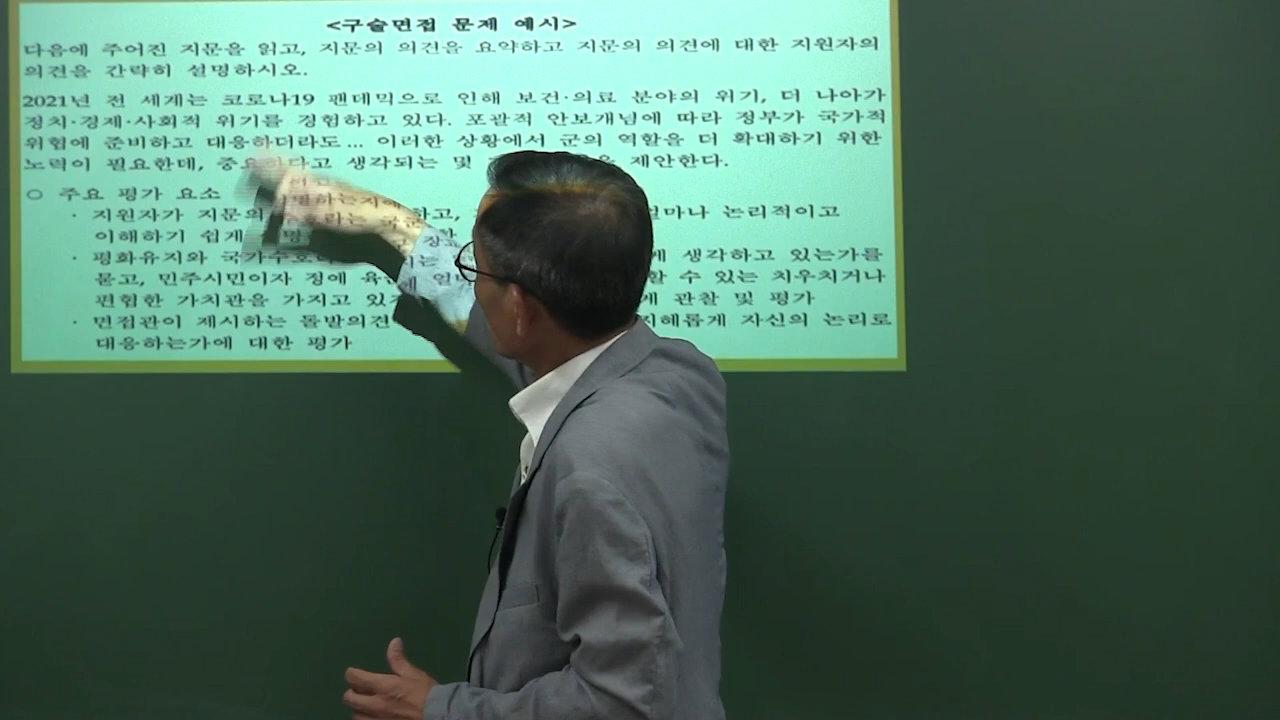 <구술면접 문제 예시>
다음에 주어진 지문을 읽고, 지문의 의견을 요약하고 지문의 의견에 대한 지원자의
의견을 간략히 설명하시오.
2021년 전 세계는 코로나19 팬데믹으로 인해 보건·의료 분야의 위기, 더 나아가
정치·경제·사회적 위기를 경험하고 있다. 포괄적 안보개념에 따라 정부가 국가적
위험에 준비하고 대응하더라도... 이러한 상황에서 군의 역할을 더 확대하기 위한
노력이 필요한데, 중요하다고 생각되는 몇 제안한다.
○ 주요 평가 요소
· 지원자가 지문의 하고, 얼마나 논리적이고
이해하기 쉽게
· 평화유지와 생각하고 있는가를
묻고, 민주시민이자 정예 할 수 있는 치우치거나
편협한 가치관을 가지고 관찰 및 평가
· 면접관이 제시하는 돌발의견 지혜롭게 자신의 논리로
대응하는가에 대한 평가